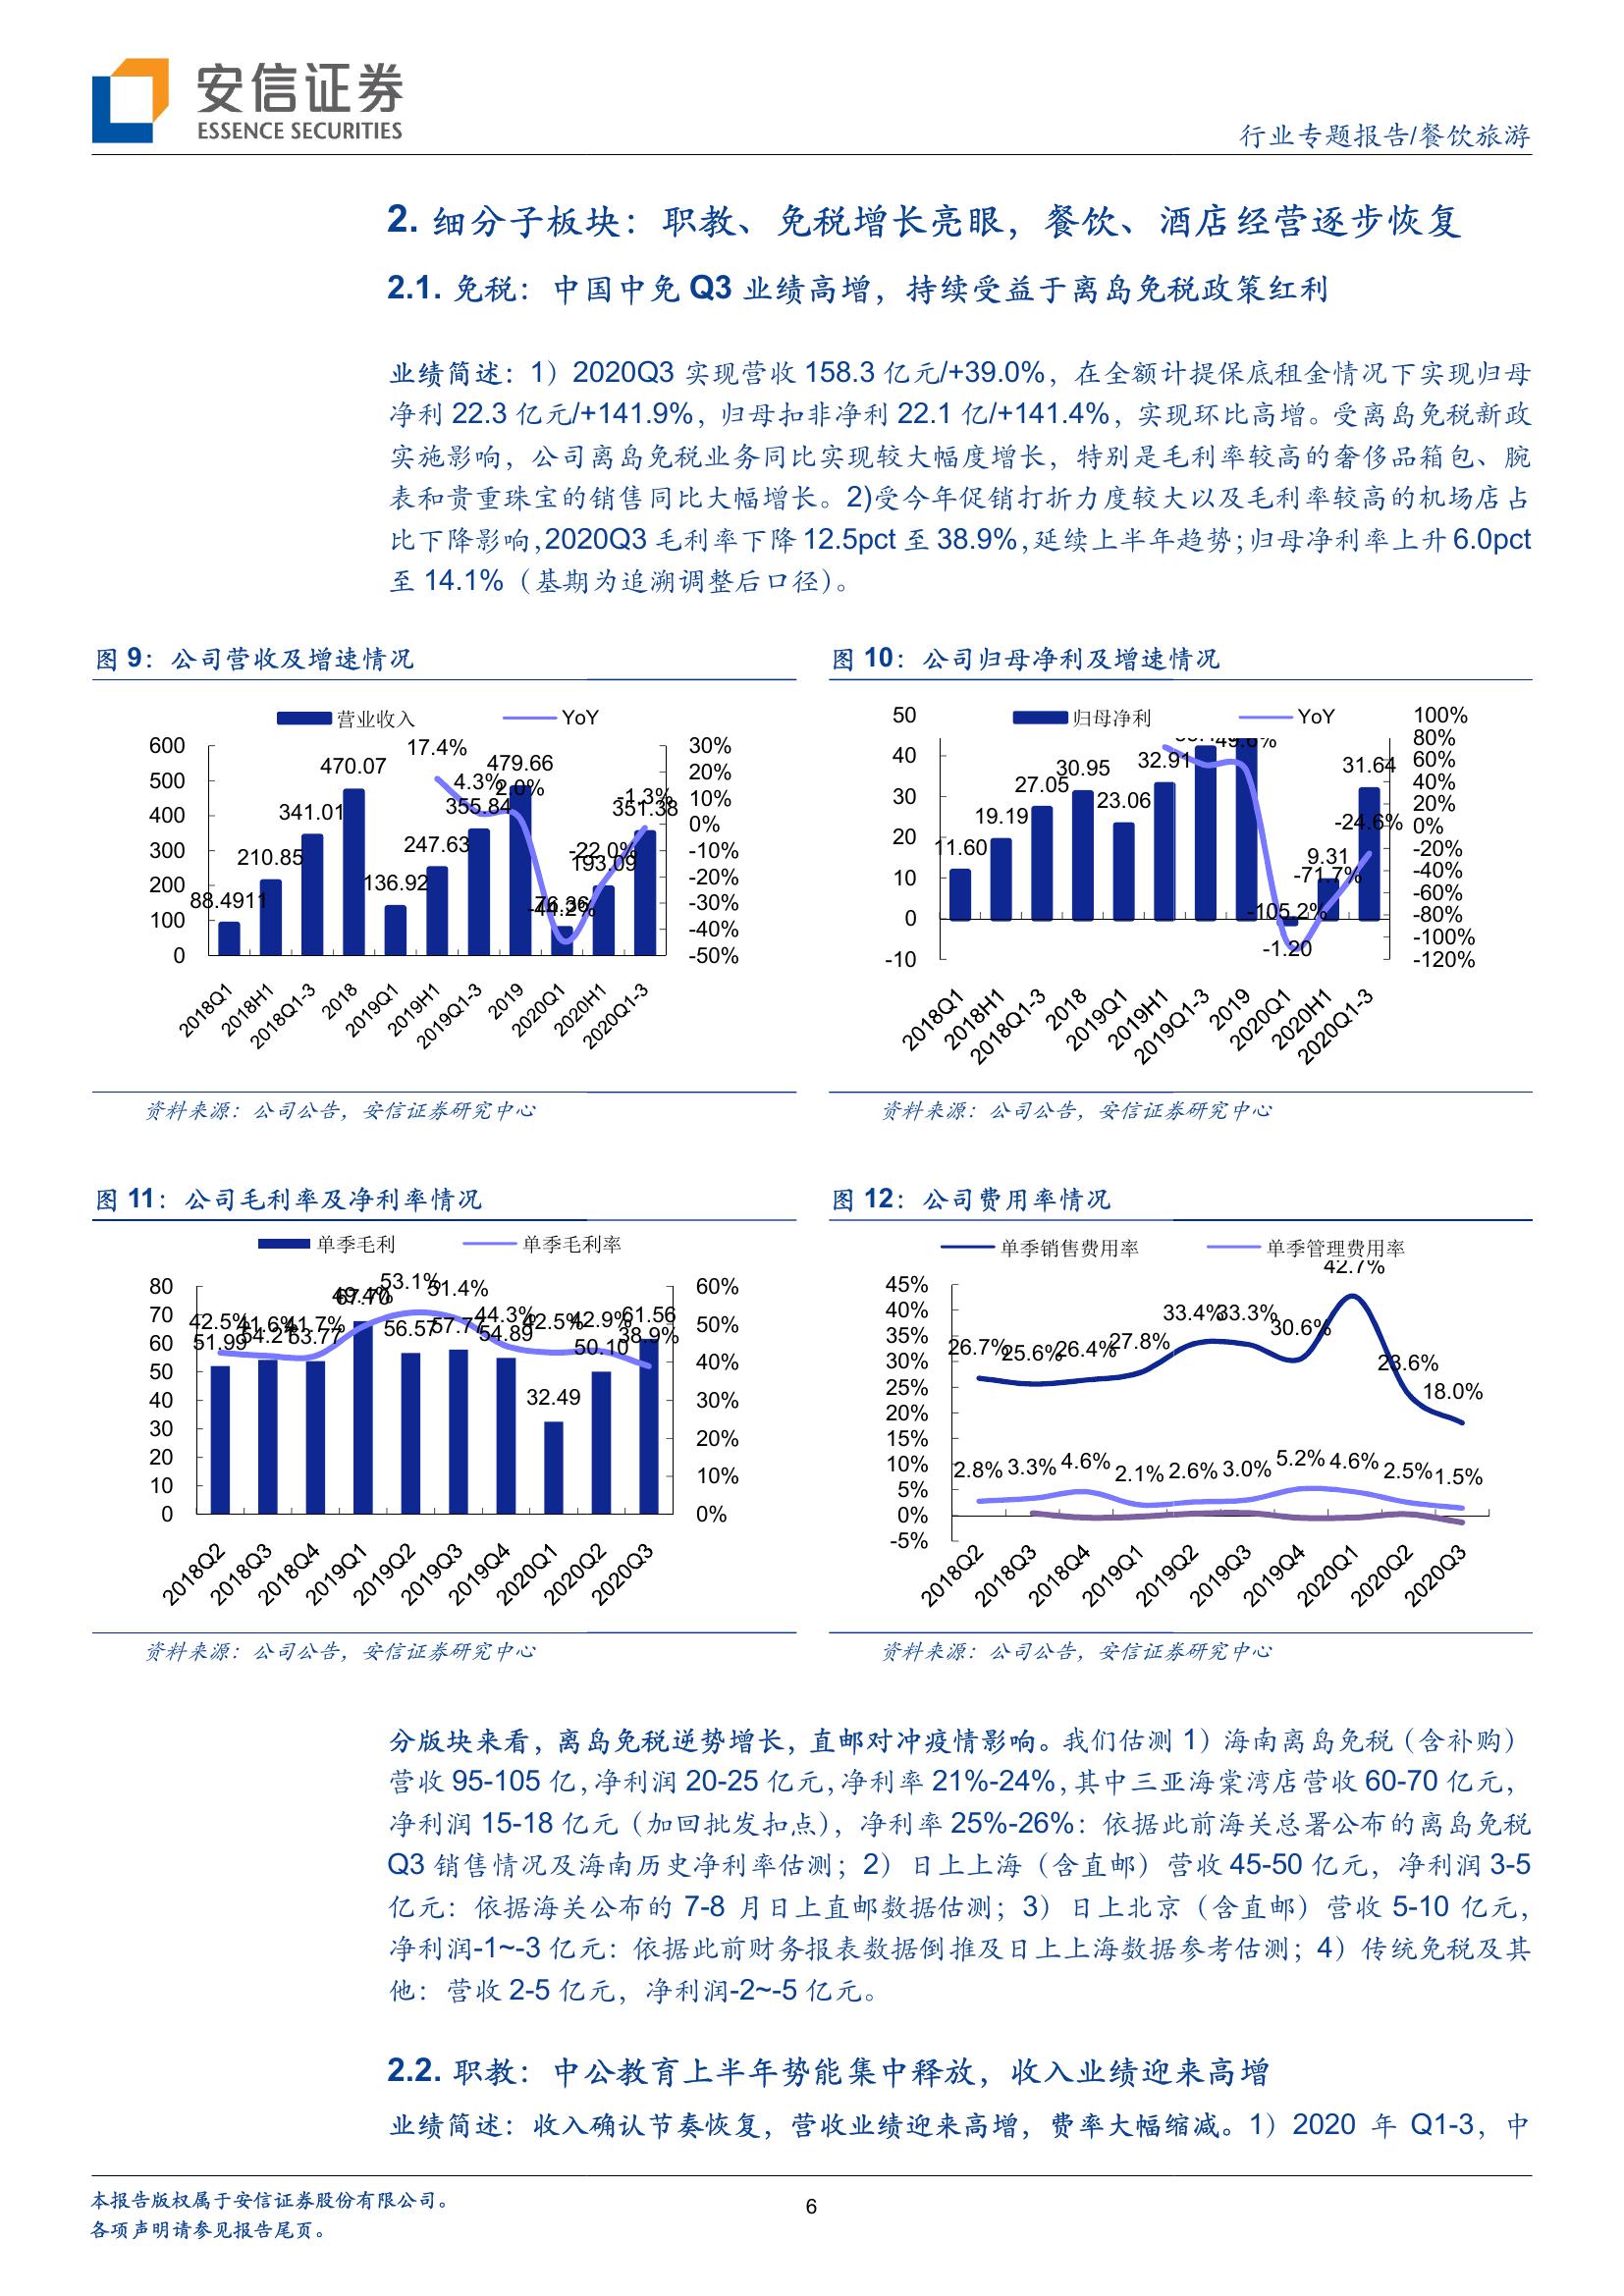 安信证券
ESSENCE SECURITIES
行业专题报告/餐饮旅游
2. 细分子板块：职教、免税增长亮眼，餐饮、酒店经营逐步恢复
2.1. 免税：中国中免 Q3 业绩高增，持续受益于离岛免税政策红利
业绩简述：1）2020Q3 实现营收 158.3 亿元/+39.0%，在全额计提保底租金情况下实现归母
净利 22.3 亿元/+141.9%，归母扣非净利 22.1 亿/+141.4%，实现环比高增。受离岛免税新政
实施影响，公司离岛免税业务同比实现较大幅度增长，特别是毛利率较高的奢侈品箱包、腕
表和贵重珠宝的销售同比大幅增长。2)受今年促销打折力度较大以及毛利率较高的机场店占
比下降影响，2020Q3 毛利率下降 12.5pct 至 38.9%，延续上半年趋势；归母净利率上升 6.0pct
至 14.1%（基期为追溯调整后口径）。
图 9：公司营收及增速情况
营业收入 YoY
600 500 400 300 200 100 0
88.4911 210.85 341.01 470.07 136.92 247.63 355.84 479.66 76.36 193.09 351.38
17.4% 4.3% 2.0% -44.2% -22.0% -1.3%
30% 20% 10% 0% -10% -20% -30% -40% -50%
2018Q1 2018H1 2018Q1-3 2018 2019Q1 2019H1 2019Q1-3 2019 2020Q1 2020H1 2020Q1-3
资料来源：公司公告，安信证券研究中心
图 10：公司归母净利及增速情况
归母净利 YoY
50 40 30 20 10 0 -10
11.60 19.19 27.05 30.95 23.06 32.91 -1.20 9.31 31.64
49.6% -105.2% -71.7% -24.6%
100% 80% 60% 40% 20% 0% -20% -40% -60% -80% -100% -120%
2018Q1 2018H1 2018Q1-3 2018 2019Q1 2019H1 2019Q1-3 2019 2020Q1 2020H1 2020Q1-3
资料来源：公司公告，安信证券研究中心
图 11：公司毛利率及净利率情况
单季毛利 单季毛利率
80 70 60 50 40 30 20 10 0
42.5% 41.6% 41.7% 49.4% 53.1% 51.4% 44.3% 42.5% 42.9% 38.9%
51.99 54.27 53.77 67.70 56.57 57.77 54.89 32.49 50.10 61.56
60% 50% 40% 30% 20% 10% 0%
2018Q2 2018Q3 2018Q4 2019Q1 2019Q2 2019Q3 2019Q4 2020Q1 2020Q2 2020Q3
资料来源：公司公告，安信证券研究中心
图 12：公司费用率情况
单季销售费用率 单季管理费用率
45% 40% 35% 30% 25% 20% 15% 10% 5% 0% -5%
26.7% 25.6% 26.4% 27.8% 33.4% 33.3% 30.6% 42.7% 23.6% 18.0%
2.8% 3.3% 4.6% 2.1% 2.6% 3.0% 5.2% 4.6% 2.5% 1.5%
2018Q2 2018Q3 2018Q4 2019Q1 2019Q2 2019Q3 2019Q4 2020Q1 2020Q2 2020Q3
资料来源：公司公告，安信证券研究中心
分版块来看，离岛免税逆势增长，直邮对冲疫情影响。我们估测 1）海南离岛免税（含补购）
营收 95-105 亿，净利润 20-25 亿元，净利率 21%-24%，其中三亚海棠湾店营收 60-70 亿元，
净利润 15-18 亿元（加回批发扣点），净利率 25%-26%：依据此前海关总署公布的离岛免税
Q3 销售情况及海南历史净利率估测；2）日上上海（含直邮）营收 45-50 亿元，净利润 3-5
亿元：依据海关公布的 7-8 月日上直邮数据估测；3）日上北京（含直邮）营收 5-10 亿元，
净利润-1~-3 亿元：依据此前财务报表数据倒推及日上上海数据参考估测；4）传统免税及其
他：营收 2-5 亿元，净利润-2~-5 亿元。
2.2. 职教：中公教育上半年势能集中释放，收入业绩迎来高增
业绩简述：收入确认节奏恢复，营收业绩迎来高增，费率大幅缩减。1）2020 年 Q1-3，中
本报告版权属于安信证券股份有限公司。
各项声明请参见报告尾页。
6